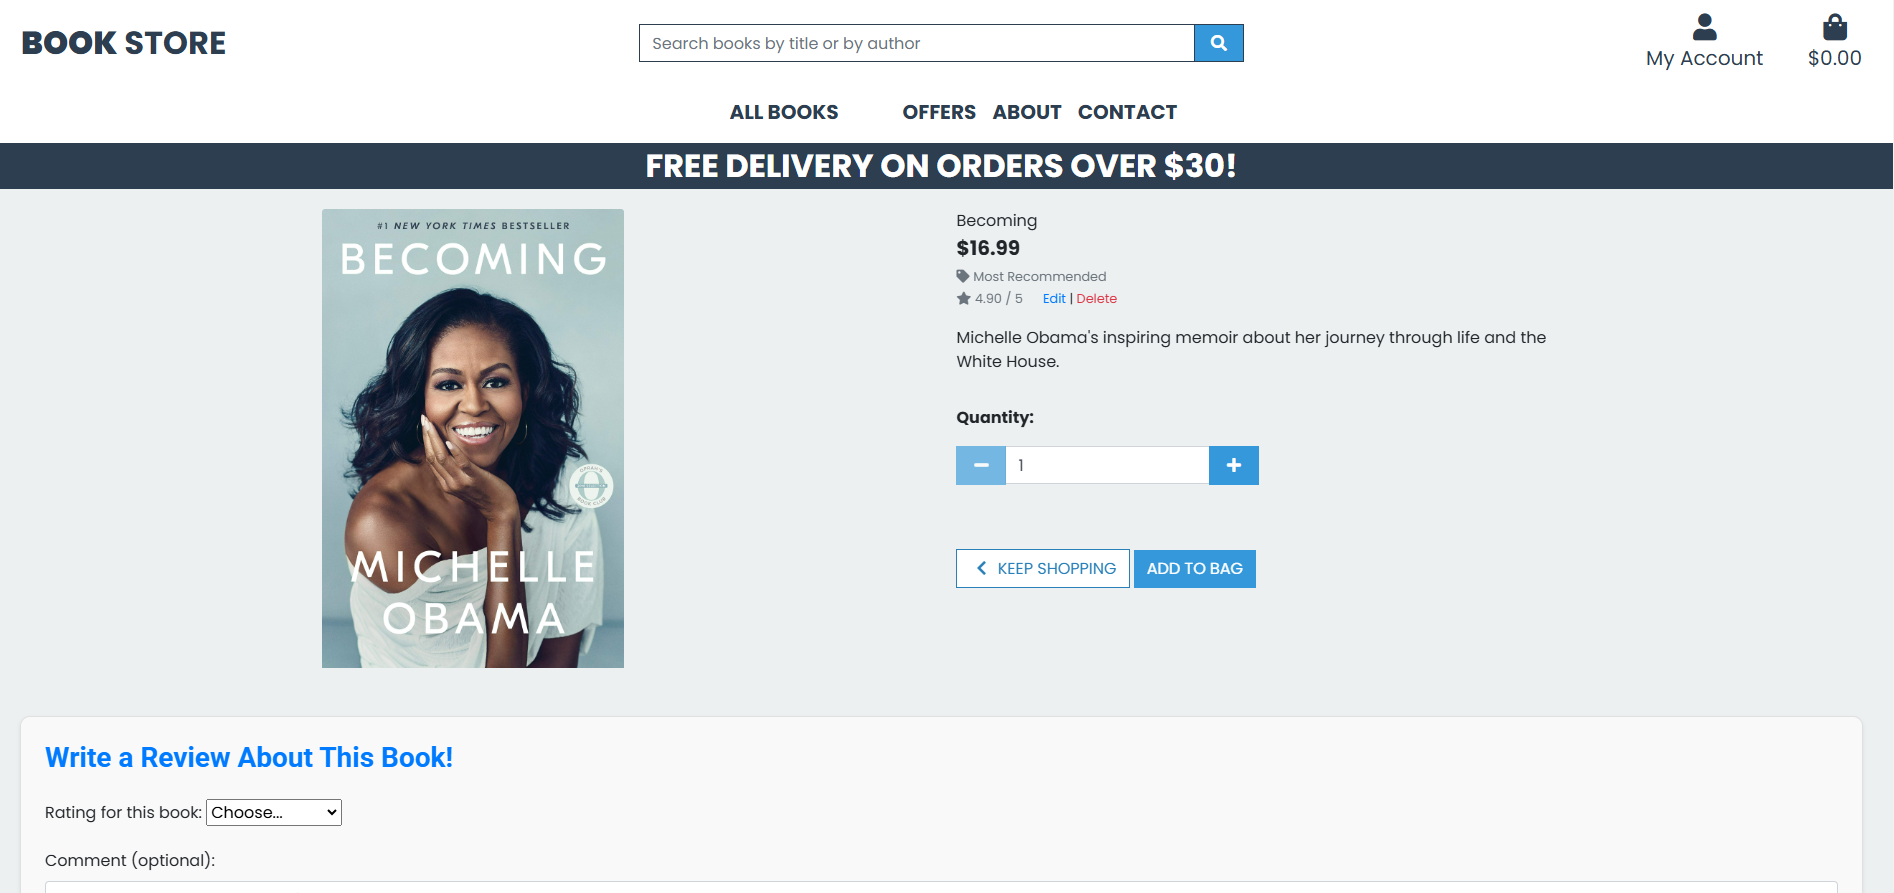 BOOK STORE
Search books by title or by author
My Account
$0.00
ALL BOOKS
OFFERS
ABOUT
CONTACT
FREE DELIVERY ON ORDERS OVER $30!
#1 NEW YORK TIMES BESTSELLER
BECOMING
MICHELLE
OBAMA
Becoming
$16.99
Most Recommended
4.90 / 5
Edit | Delete
Michelle Obama's inspiring memoir about her journey through life and the
White House.
Quantity:
1
KEEP SHOPPING
ADD TO BAG
Write a Review About This Book!
Rating for this book: Choose...
Comment (optional):